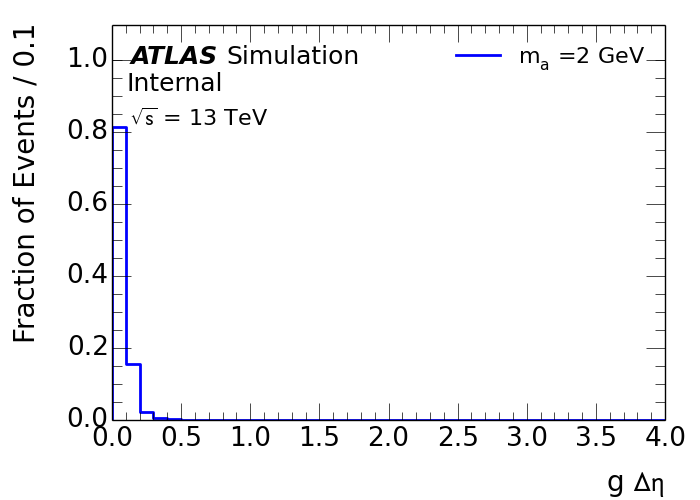 Fraction of Events / 0.1
1.0
0.8
0.6
0.4
0.2
0.0
ATLAS Simulation
Internal
√s = 13 TeV
mₐ =2 GeV
0.0 0.5 1.0 1.5 2.0 2.5 3.0 3.5 4.0
g Δη